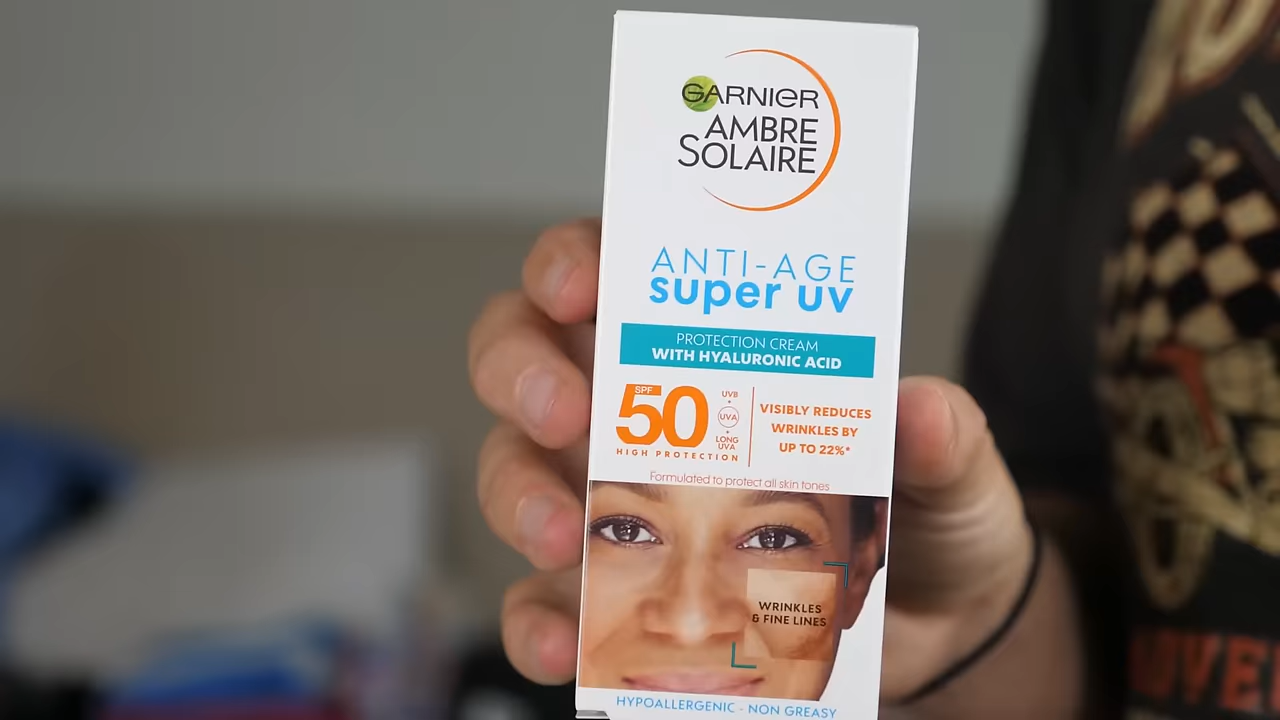 GARNIER
AMBRE
SOLAIRE
ANTI-AGE
super uv
PROTECTION CREAM
WITH HYALURONIC ACID
SPF
50
HIGH PROTECTION
UVB
+
UVA
+
LONG
UVA
VISIBLY REDUCES
WRINKLES BY
UP TO 22%*
Formulated to protect all skin tones
WRINKLES
& FINE LINES
HYPOALLERGENIC - NON GREASY